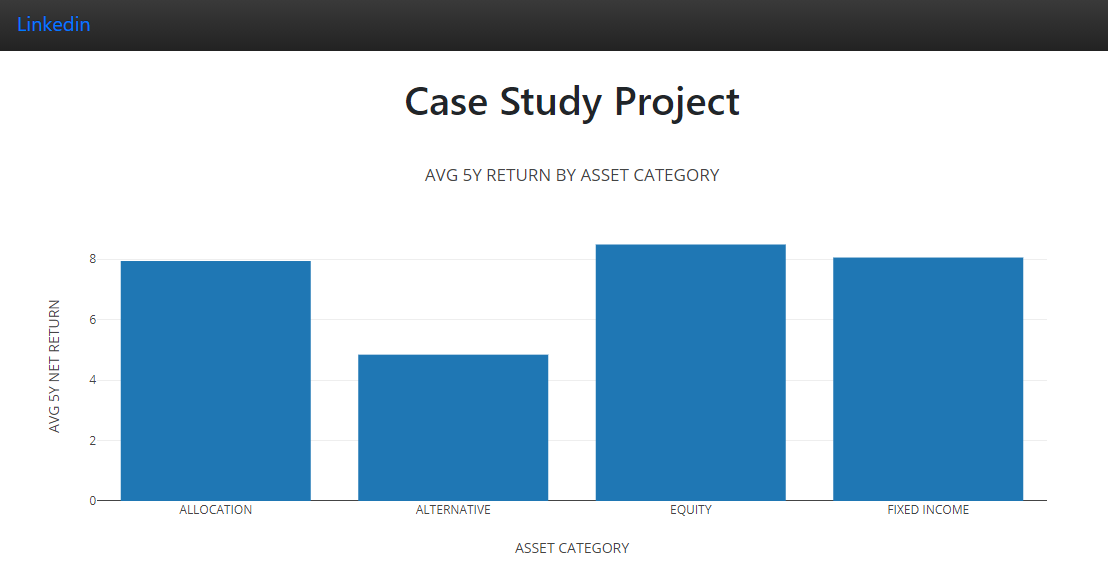 Linkedin
Case Study Project
AVG 5Y RETURN BY ASSET CATEGORY
AVG 5Y NET RETURN
8
6
4
2
0
ALLOCATION
ALTERNATIVE
EQUITY
FIXED INCOME
ASSET CATEGORY